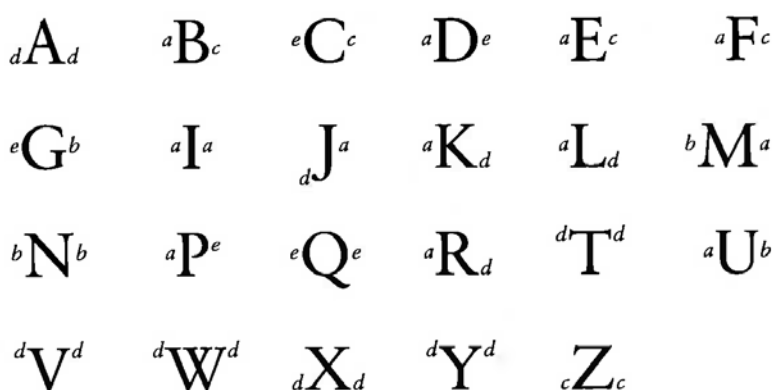 dAd aBc eCc aDe aEc aFc
eGb aIa dJa aKd aLd bMa
bNb aPe eQe aRd dTd aUb
dVd dWd dXd dYd cZc